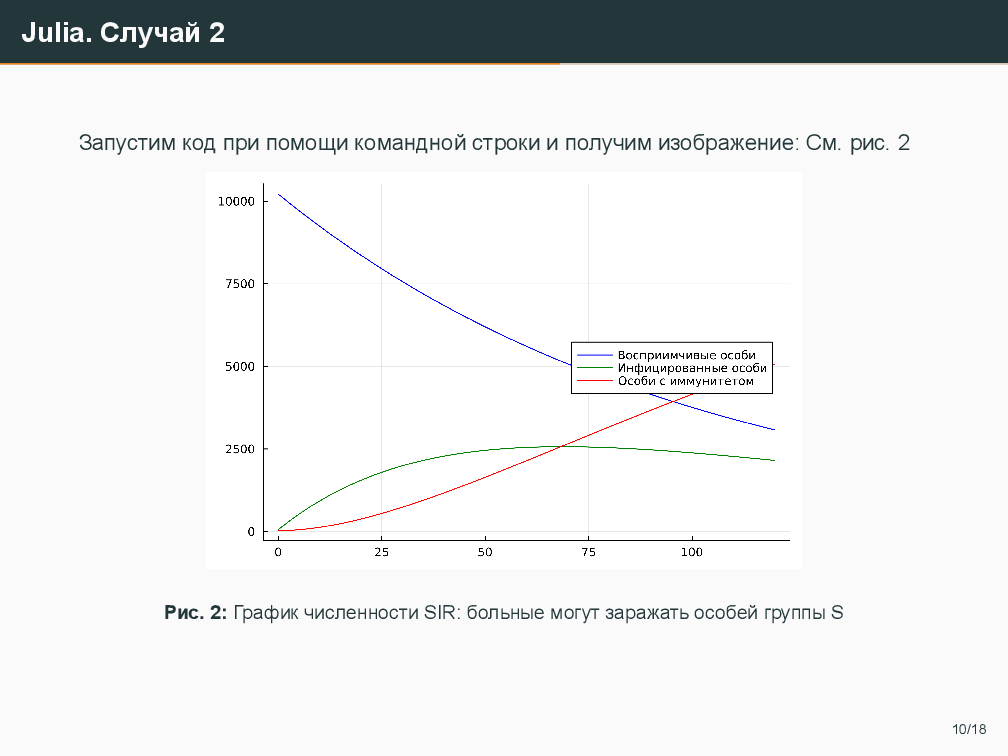 Julia. Случай 2
Запустим код при помощи командной строки и получим изображение: См. рис. 2
10000
7500
5000
2500
0
Восприимчивые особи
Инфицированные особи
Особи с иммунитетом
0 25 50 75 100
Рис. 2: График численности SIR: больные могут заражать особей группы S
10/18